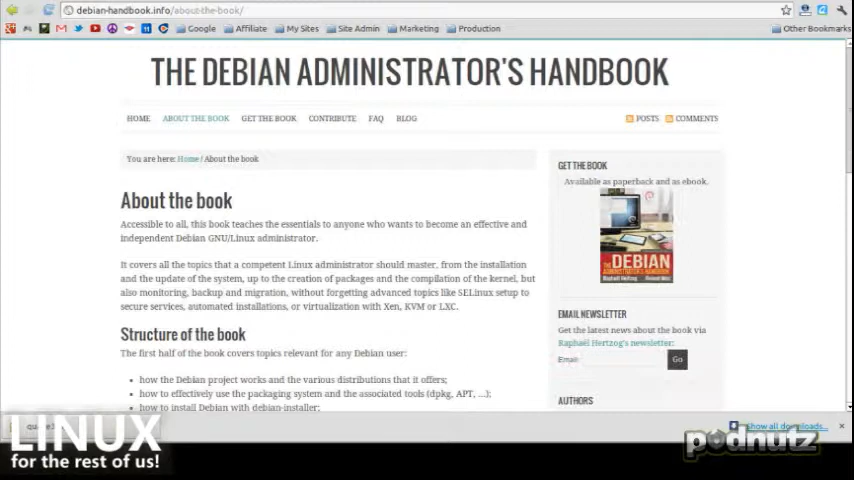 debian-handbook.info/about-the-book/
Google Affiliate My Sites Site Admin Marketing Production Other Bookmarks
THE DEBIAN ADMINISTRATOR'S HANDBOOK
HOME ABOUT THE BOOK GET THE BOOK CONTRIBUTE FAQ BLOG POSTS COMMENTS
You are here: Home / About the book
About the book
Accessible to all, this book teaches the essentials to anyone who wants to become an effective and
independent Debian GNU/Linux administrator.
It covers all the topics that a competent Linux administrator should master, from the installation
and the update of the system, up to the creation of packages and the compilation of the kernel, but
also monitoring, backup and migration, without forgetting advanced topics like SELinux setup to
secure services, automated installations, or virtualization with Xen, KVM or LXC.
Structure of the book
The first half of the book covers topics relevant for any Debian user:
how the Debian project works and the various distributions that it offers;
how to effectively use the packaging system and the associated tools (dpkg, APT, ...);
how to install Debian with debian-installer;
GET THE BOOK
Available as paperback and as ebook.
THE DEBIAN
ADMINISTRATOR'S HANDBOOK
Raphaël Hertzog Roland Mas
EMAIL NEWSLETTER
Get the latest news about the book via
Raphaël Hertzog's newsletter:
Email: Go
AUTHORS
Show all downloads...
LINUX
for the rest of us!
podnutz